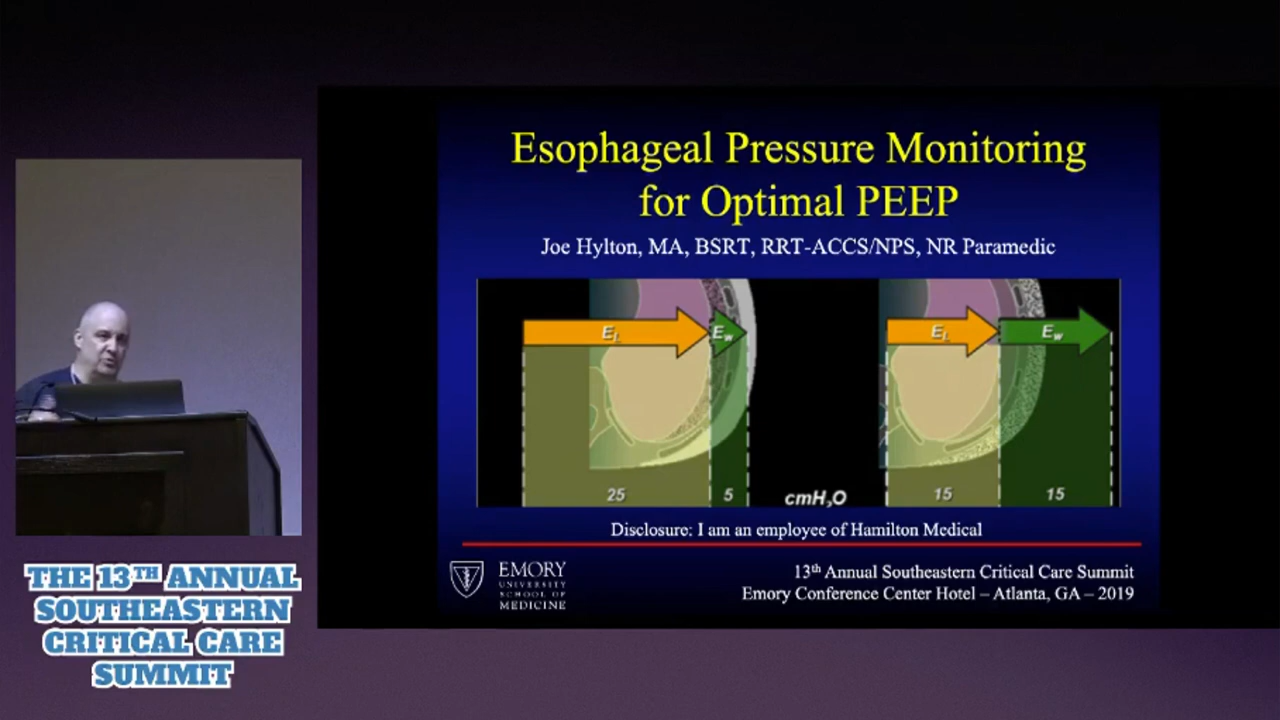 Esophageal Pressure Monitoring
for Optimal PEEP
Joe Hylton, MA, BSRT, RRT-ACCS/NPS, NR Paramedic
EL
Ew
EL
Ew
25
5
cmH₂O
15
15
Disclosure: I am an employee of Hamilton Medical
EMORY
UNIVERSITY
SCHOOL OF
MEDICINE
13th Annual Southeastern Critical Care Summit
Emory Conference Center Hotel – Atlanta, GA – 2019
THE 13TH ANNUAL
SOUTHEASTERN
CRITICAL CARE
SUMMIT